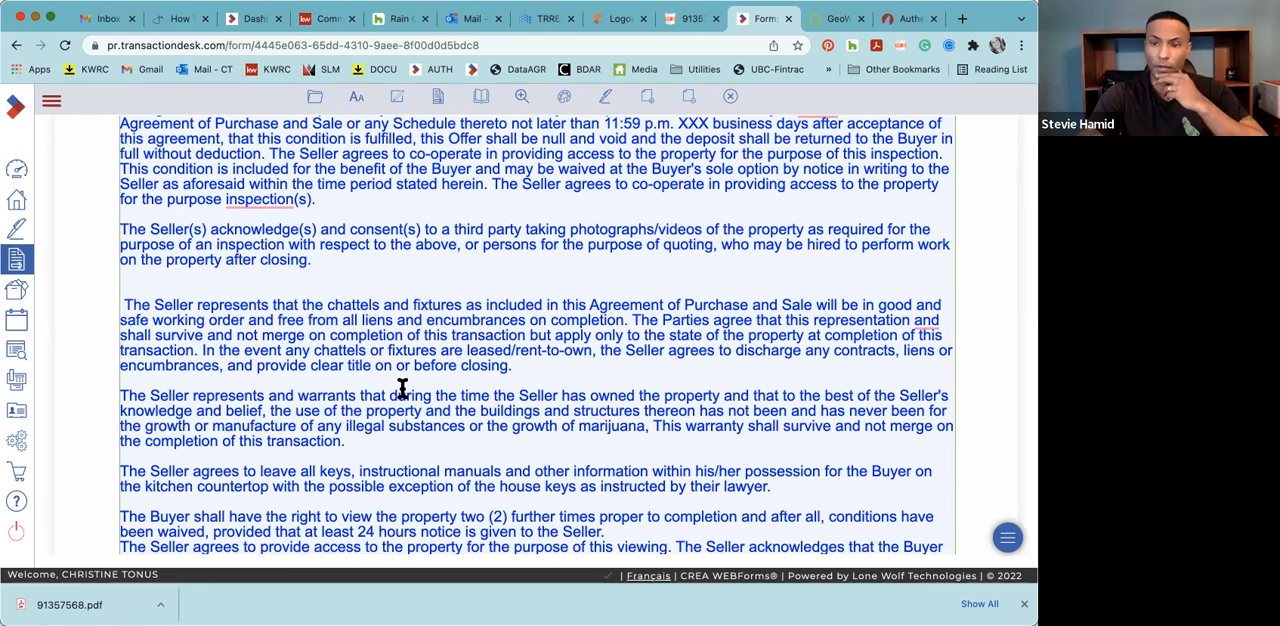 Inbox
How
Dash
Comm
Rain
Mail -
TRRE
Logo
9135
Form
GeoW
Authe
pr.transactiondesk.com/form/4445e063-65dd-4310-9aee-8f00d0d5bdc8
Apps KWRC Gmail Mail - CT KWRC SLM DOCU AUTH DataAGR BDAR Media Utilities UBC-Fintrac » Other Bookmarks Reading List
Stevie Hamid
Agreement of Purchase and Sale or any Schedule thereto not later than 11:59 p.m. XXX business days after acceptance of
this agreement, that this condition is fulfilled, this Offer shall be null and void and the deposit shall be returned to the Buyer in
full without deduction. The Seller agrees to co-operate in providing access to the property for the purpose of this inspection.
This condition is included for the benefit of the Buyer and may be waived at the Buyer's sole option by notice in writing to the
Seller as aforesaid within the time period stated herein. The Seller agrees to co-operate in providing access to the property
for the purpose inspection(s).
The Seller(s) acknowledge(s) and consent(s) to a third party taking photographs/videos of the property as required for the
purpose of an inspection with respect to the above, or persons for the purpose of quoting, who may be hired to perform work
on the property after closing.
The Seller represents that the chattels and fixtures as included in this Agreement of Purchase and Sale will be in good and
safe working order and free from all liens and encumbrances on completion. The Parties agree that this representation and
shall survive and not merge on completion of this transaction but apply only to the state of the property at completion of this
transaction. In the event any chattels or fixtures are leased/rent-to-own, the Seller agrees to discharge any contracts, liens or
encumbrances, and provide clear title on or before closing.
The Seller represents and warrants that during the time the Seller has owned the property and that to the best of the Seller's
knowledge and belief, the use of the property and the buildings and structures thereon has not been and has never been for
the growth or manufacture of any illegal substances or the growth of marijuana, This warranty shall survive and not merge on
the completion of this transaction.
The Seller agrees to leave all keys, instructional manuals and other information within his/her possession for the Buyer on
the kitchen countertop with the possible exception of the house keys as instructed by their lawyer.
The Buyer shall have the right to view the property two (2) further times proper to completion and after all, conditions have
been waived, provided that at least 24 hours notice is given to the Seller.
The Seller agrees to provide access to the property for the purpose of this viewing. The Seller acknowledges that the Buyer
Welcome, CHRISTINE TONUS
| Français | CREA WEBForms® | Powered by Lone Wolf Technologies | © 2022
91357568.pdf
Show All